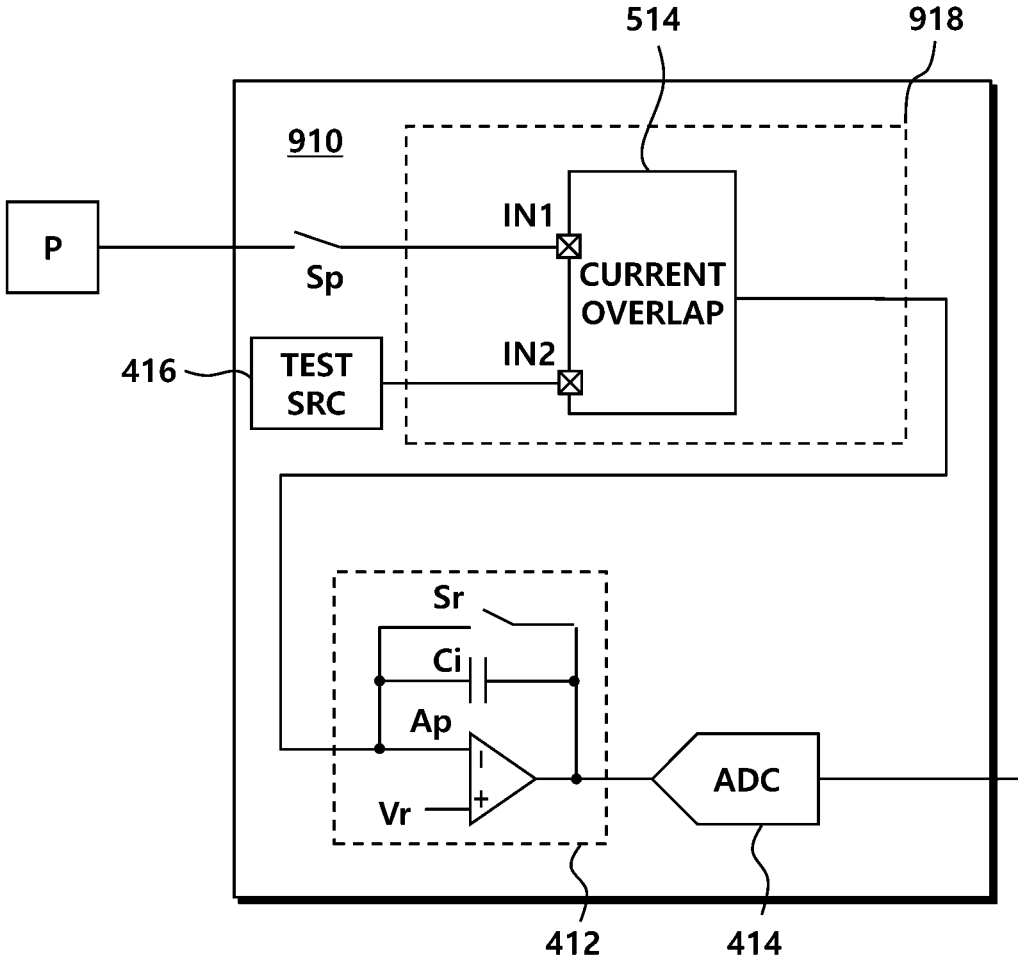 514
918
910
P
IN1
Sp
CURRENT
OVERLAP
IN2
416
TEST
SRC
Sr
Ci
Ap
Vr
ADC
412
414